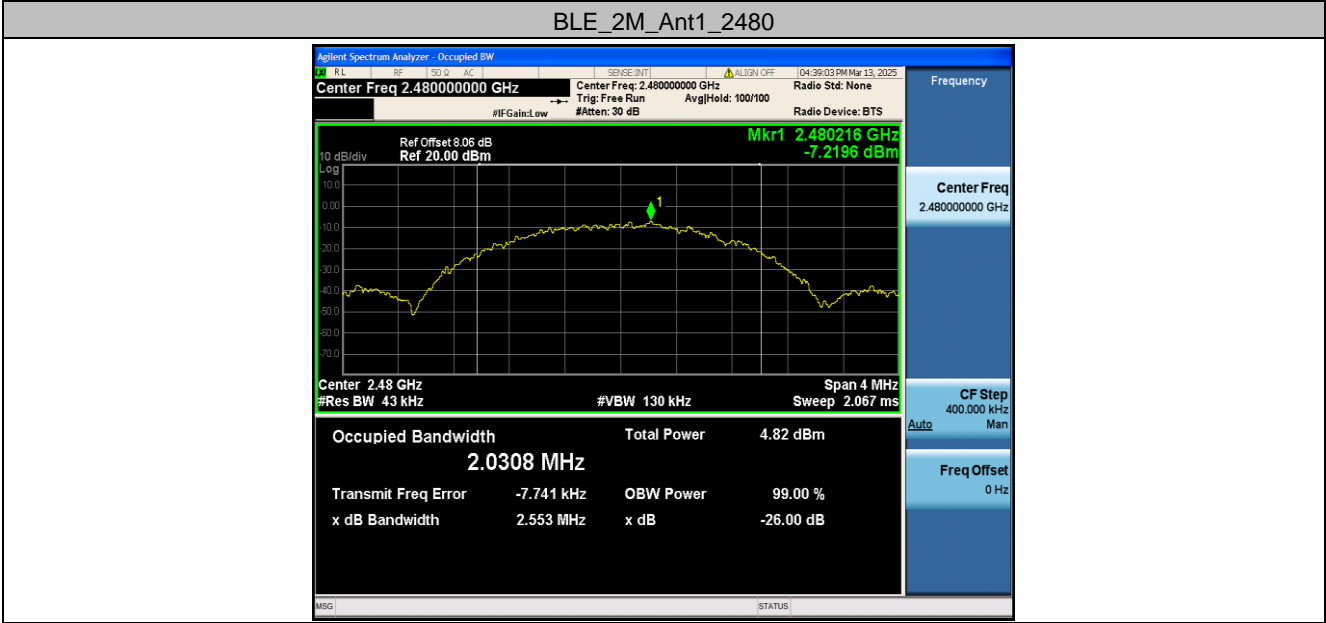 BLE_2M_Ant1_2480
Agilent Spectrum Analyzer - Occupied BW
RL RF 50 Ω AC SENSE:INT ALIGN OFF 04:39:03 PM Mar 13, 2025
Center Freq 2.480000000 GHz
Center Freq: 2.480000000 GHz Radio Std: None
Trig: Free Run Avg|Hold: 100/100
#IFGain:Low #Atten: 30 dB Radio Device: BTS
Frequency
Mkr1 2.480216 GHz
-7.2196 dBm
Ref Offset 8.06 dB
10 dB/div Ref 20.00 dBm
Log
10.0
0.00
-10.0
-20.0
-30.0
-40.0
-50.0
-60.0
-70.0
1
Center 2.48 GHz Span 4 MHz
#Res BW 43 kHz #VBW 130 kHz Sweep 2.067 ms
Occupied Bandwidth Total Power 4.82 dBm
2.0308 MHz
Transmit Freq Error -7.741 kHz OBW Power 99.00 %
x dB Bandwidth 2.553 MHz x dB -26.00 dB
Center Freq
2.480000000 GHz
CF Step
400.000 kHz
Auto Man
Freq Offset
0 Hz
MSG STATUS